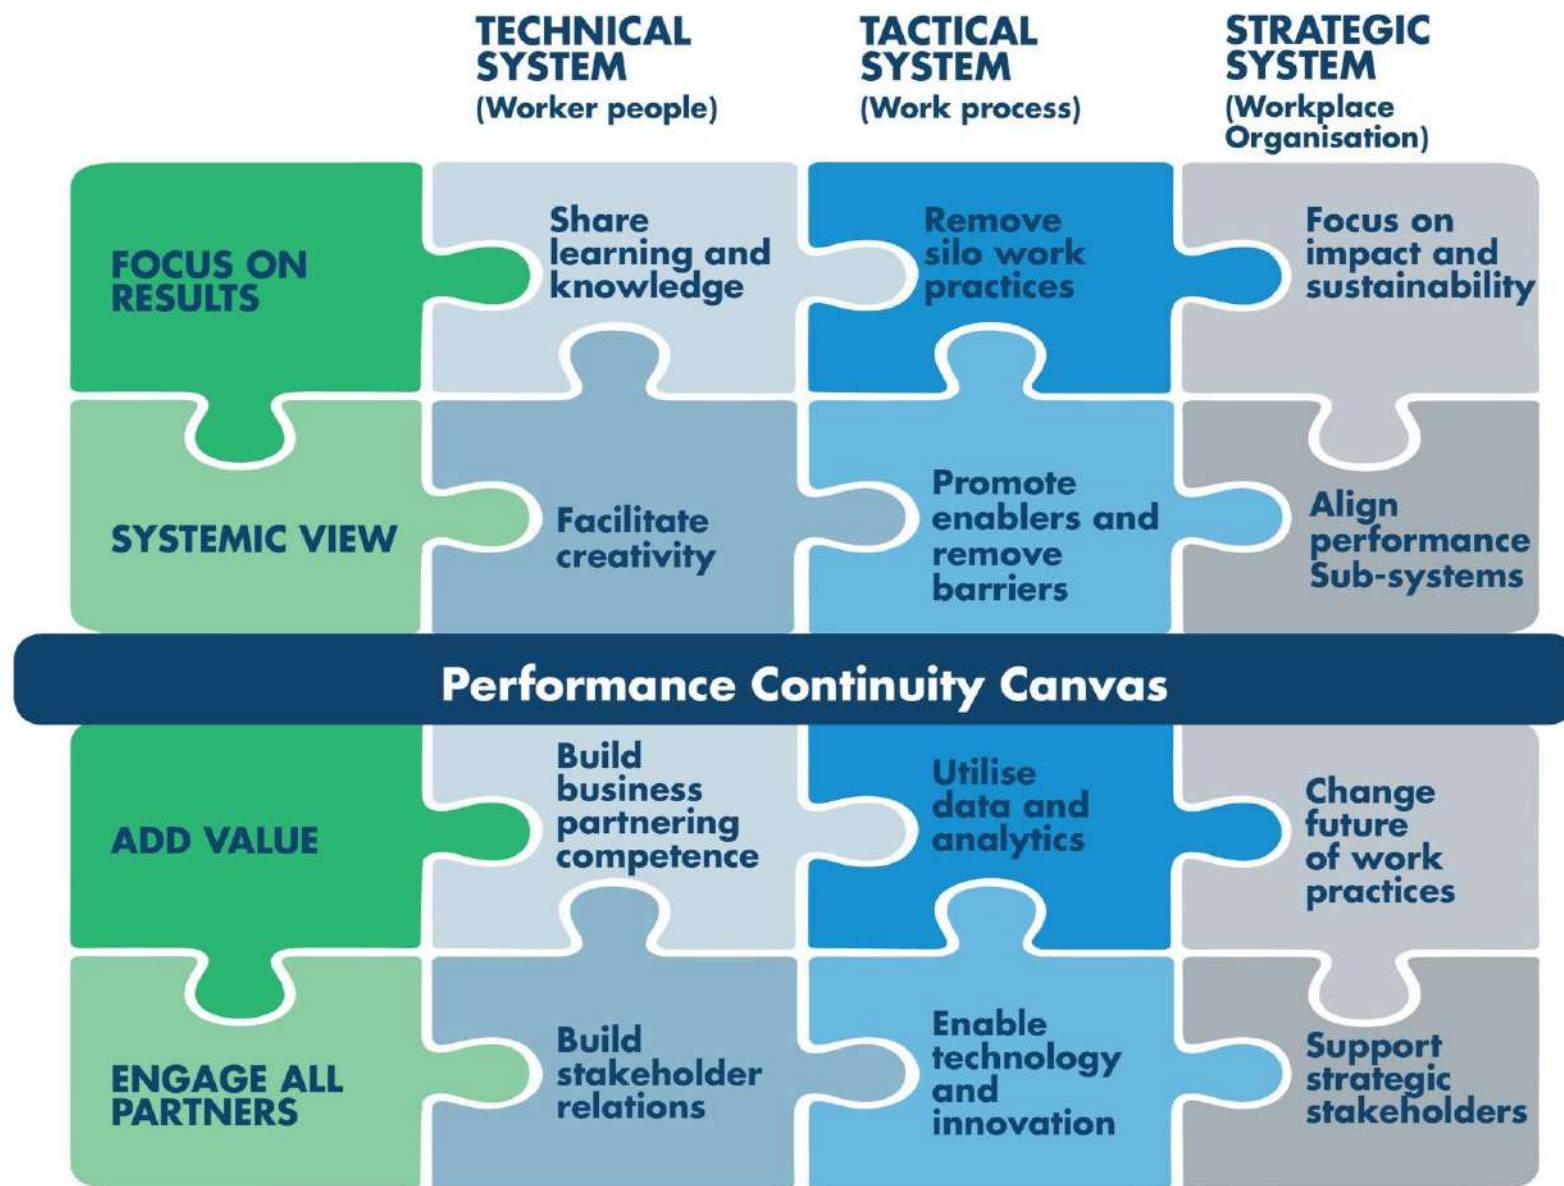 TECHNICAL
SYSTEM
(Worker people)
TACTICAL
SYSTEM
(Work process)
STRATEGIC
SYSTEM
(Workplace
Organisation)
FOCUS ON
RESULTS
Share
learning and
knowledge
Remove
silo work
practices
Focus on
impact and
sustainability
SYSTEMIC VIEW
Facilitate
creativity
Promote
enablers and
remove
barriers
Align
performance
Sub-systems
Performance Continuity Canvas
ADD VALUE
Build
business
partnering
competence
Utilise
data and
analytics
Change
future
of work
practices
ENGAGE ALL
PARTNERS
Build
stakeholder
relations
Enable
technology
and
innovation
Support
strategic
stakeholders